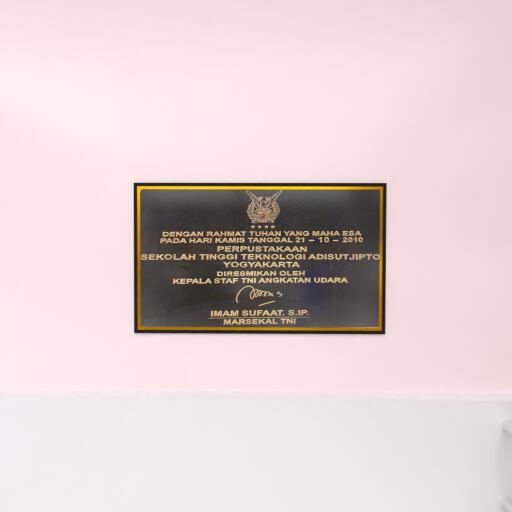 DENGAN RAHMAT TUHAN YANG MAHA ESA
PADA HARI KAMIS TANGGAL 21 - 10 - 2010
PERPUSTAKAAN
SEKOLAH TINGGI TEKNOLOGI ADISUTJIPTO
YOGYAKARTA
DIRESMIKAN OLEH
KEPALA STAF TNI ANGKATAN UDARA
IMAM SUFAAT. S.IP.
MARSEKAL TNI